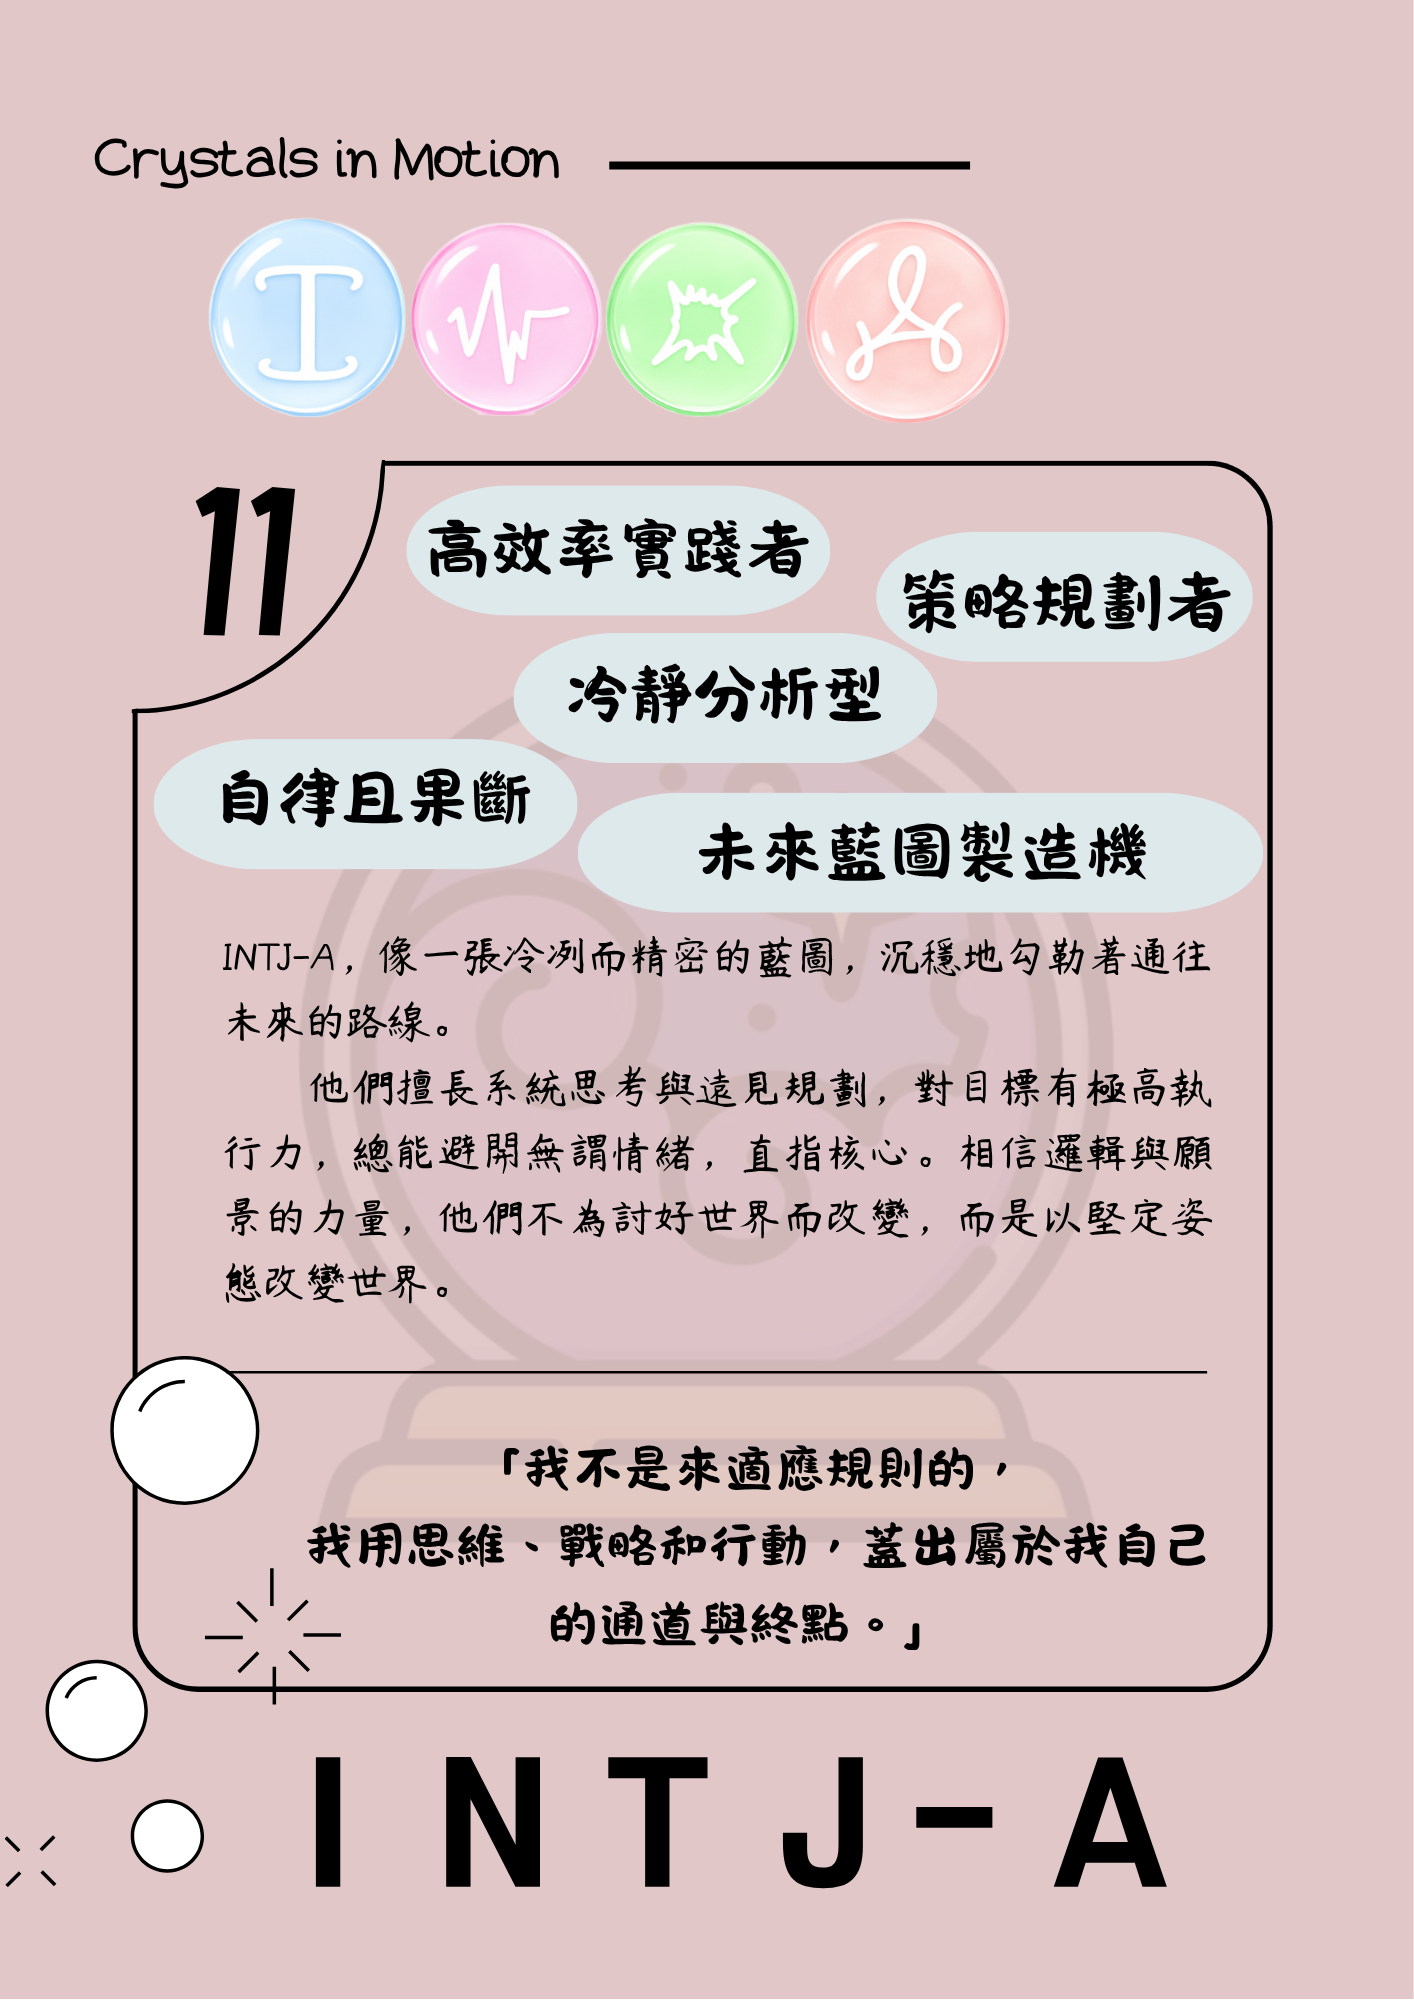 Crystals in Motion
I
11
高效率實踐者
策略規劃者
冷靜分析型
自律且果斷
未來藍圖製造機
INTJ-A，像一張冷冽而精密的藍圖，沉穩地勾勒著通往
未來的路線。
他們擅長系統思考與遠見規劃，對目標有極高執
行力，總能避開無謂情緒，直指核心。相信邏輯與願
景的力量，他們不為討好世界而改變，而是以堅定姿
態改變世界。
「我不是來適應規則的，
我用思維、戰略和行動，蓋出屬於我自己
的通道與終點。」
INTJ-A